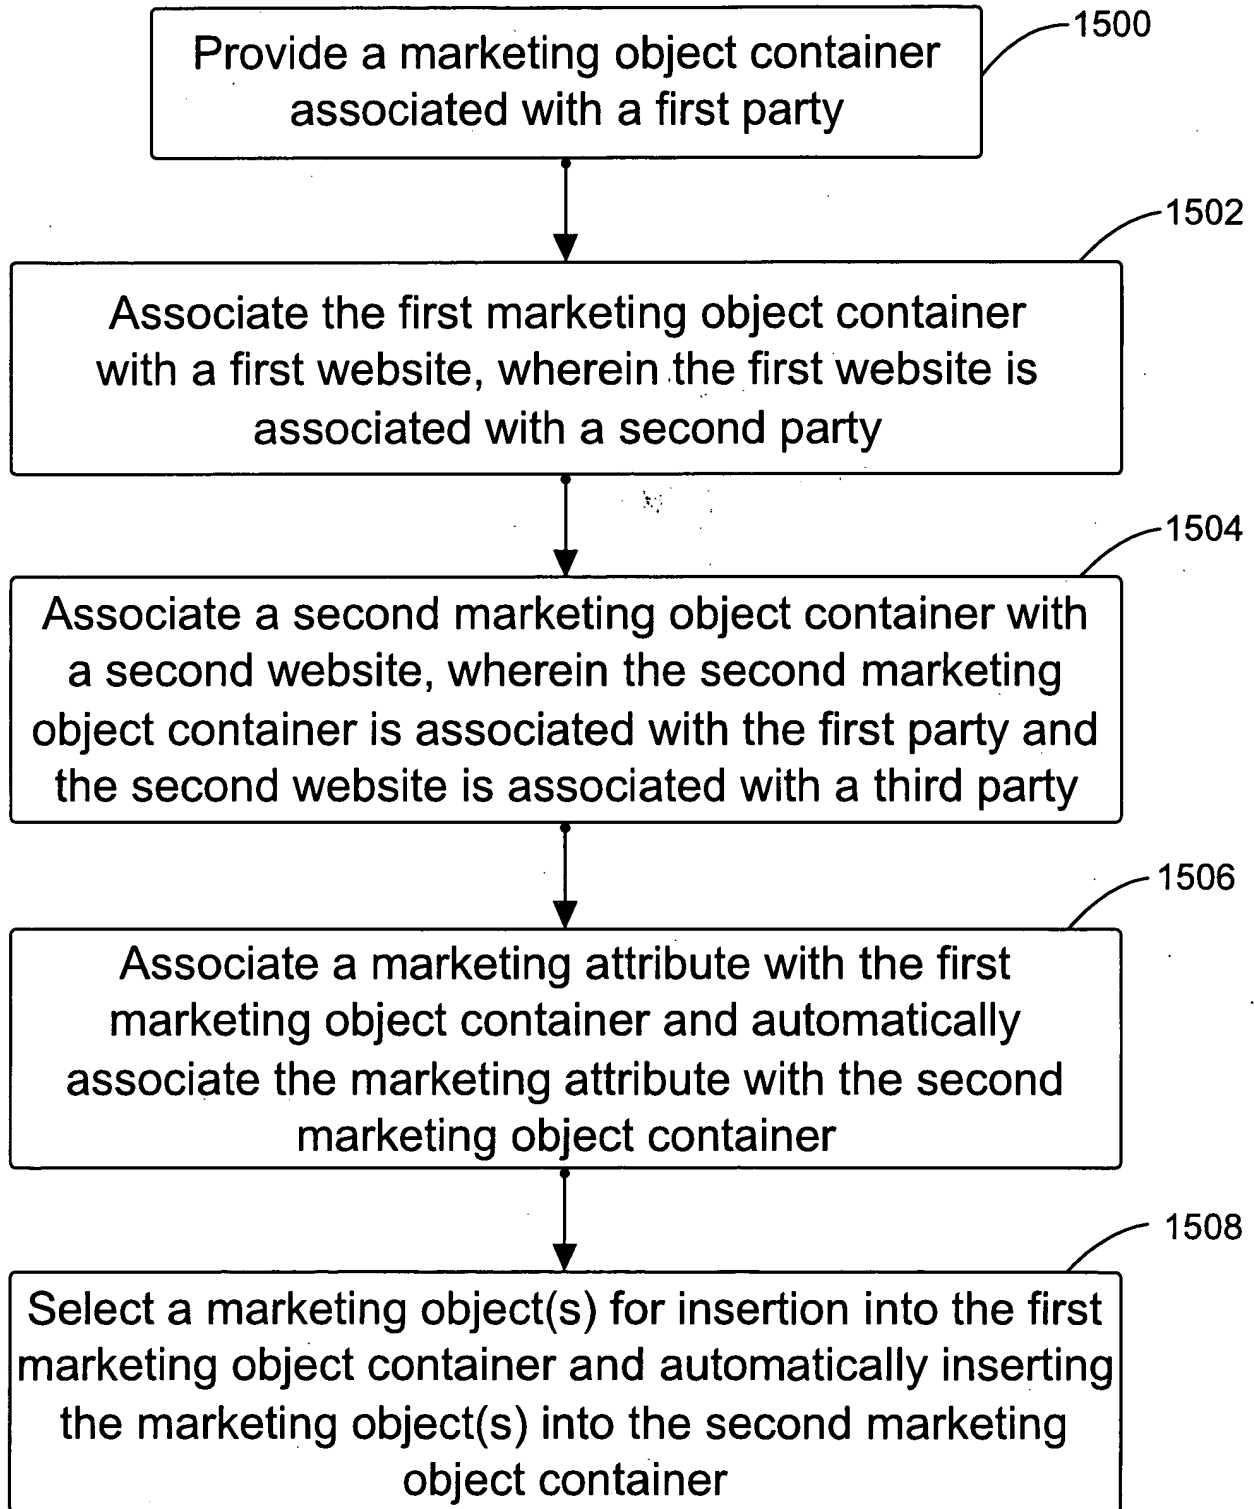 1500
Provide a marketing object container
associated with a first party
1502
Associate the first marketing object container
with a first website, wherein the first website is
associated with a second party
1504
Associate a second marketing object container with
a second website, wherein the second marketing
object container is associated with the first party and
the second website is associated with a third party
1506
Associate a marketing attribute with the first
marketing object container and automatically
associate the marketing attribute with the second
marketing object container
1508
Select a marketing object(s) for insertion into the first
marketing object container and automatically inserting
the marketing object(s) into the second marketing
object container